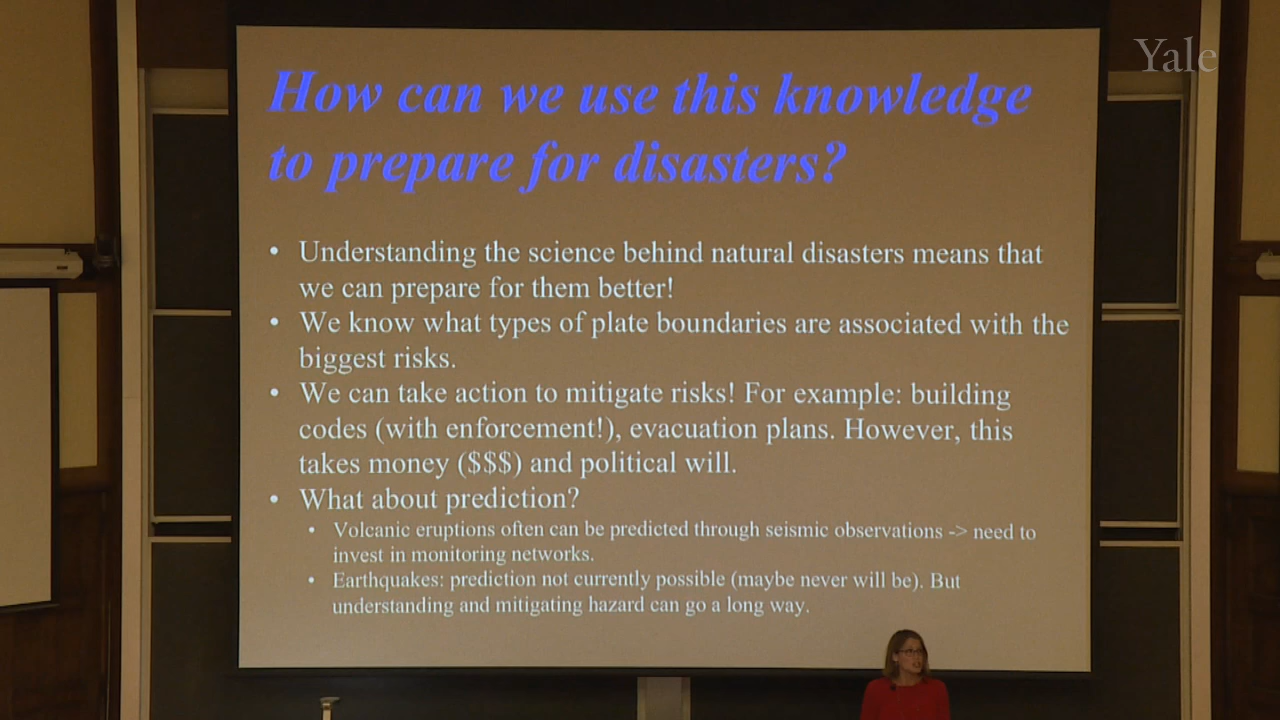 Yale
How can we use this knowledge
to prepare for disasters?
• Understanding the science behind natural disasters means that
we can prepare for them better!
• We know what types of plate boundaries are associated with the
biggest risks.
• We can take action to mitigate risks! For example: building
codes (with enforcement!), evacuation plans. However, this
takes money ($$$) and political will.
• What about prediction?
• Volcanic eruptions often can be predicted through seismic observations -> need to
invest in monitoring networks.
• Earthquakes: prediction not currently possible (maybe never will be). But
understanding and mitigating hazard can go a long way.